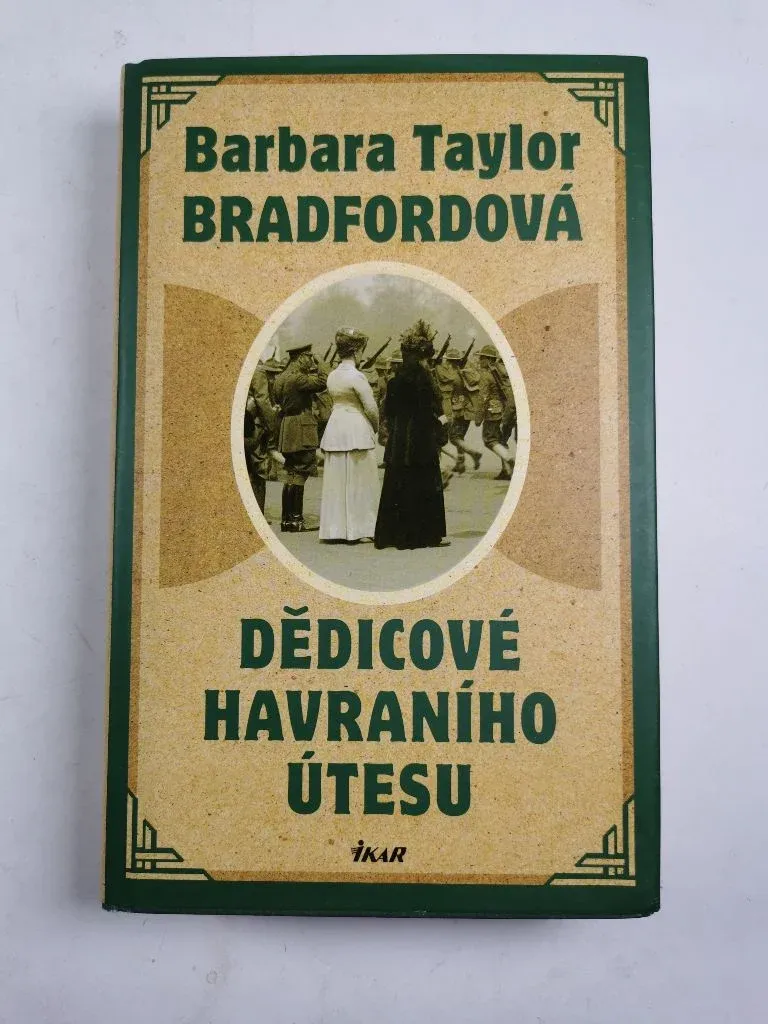 Barbara Taylor
BRADFORDOVÁ
DĚDICOVÉ
HAVRANÍHO
ÚTESU
IKAR